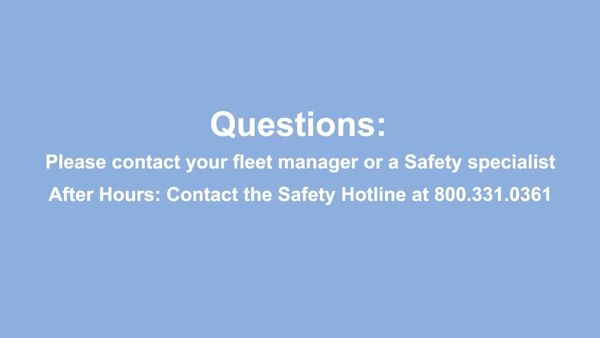 Questions:
Please contact your fleet manager or a Safety specialist
After Hours: Contact the Safety Hotline at 800.331.0361